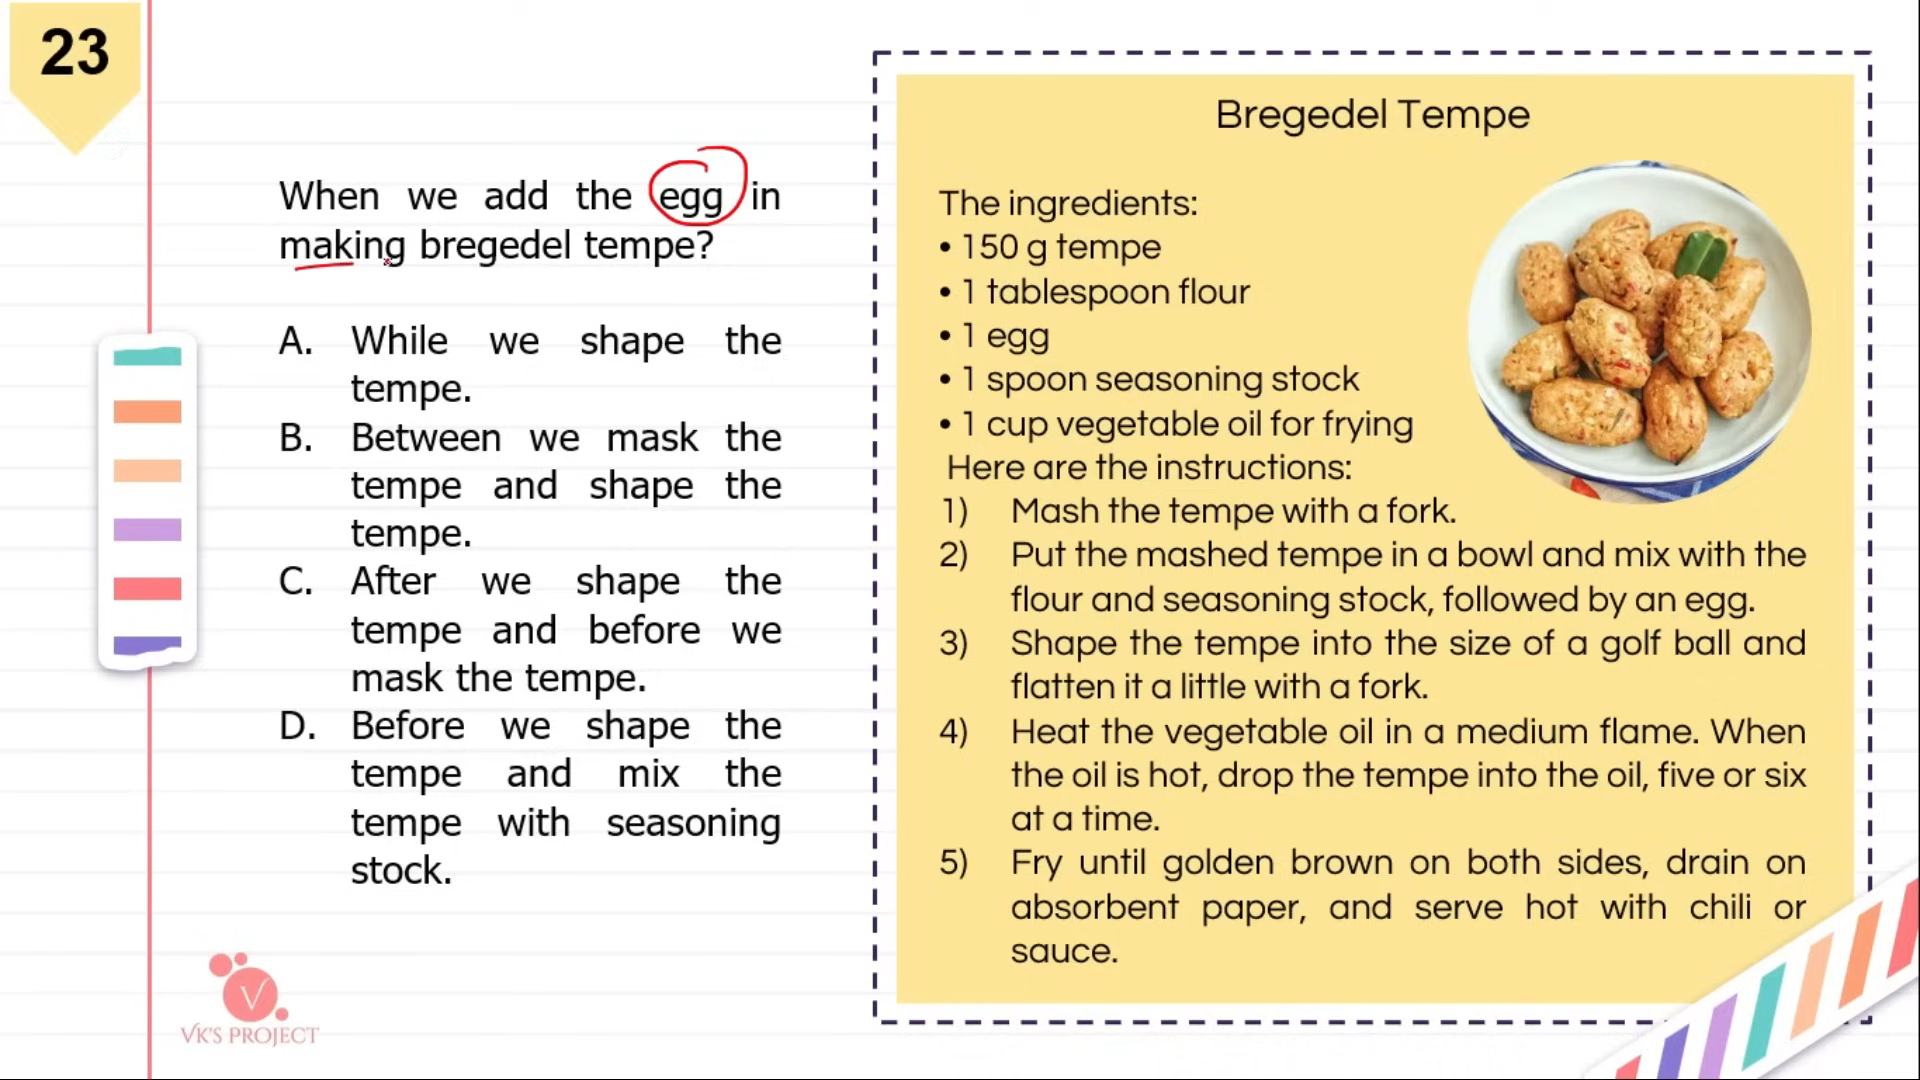 23
When we add the egg in
making bregedel tempe?
A. While we shape the
tempe.
B. Between we mask the
tempe and shape the
tempe.
C. After we shape the
tempe and before we
mask the tempe.
D. Before we shape the
tempe and mix the
tempe with seasoning
stock.
V
VK'S PROJECT
Bregedel Tempe
The ingredients:
• 150 g tempe
• 1 tablespoon flour
• 1 egg
• 1 spoon seasoning stock
• 1 cup vegetable oil for frying
Here are the instructions:
1) Mash the tempe with a fork.
2) Put the mashed tempe in a bowl and mix with the
flour and seasoning stock, followed by an egg.
3) Shape the tempe into the size of a golf ball and
flatten it a little with a fork.
4) Heat the vegetable oil in a medium flame. When
the oil is hot, drop the tempe into the oil, five or six
at a time.
5) Fry until golden brown on both sides, drain on
absorbent paper, and serve hot with chili or
sauce.